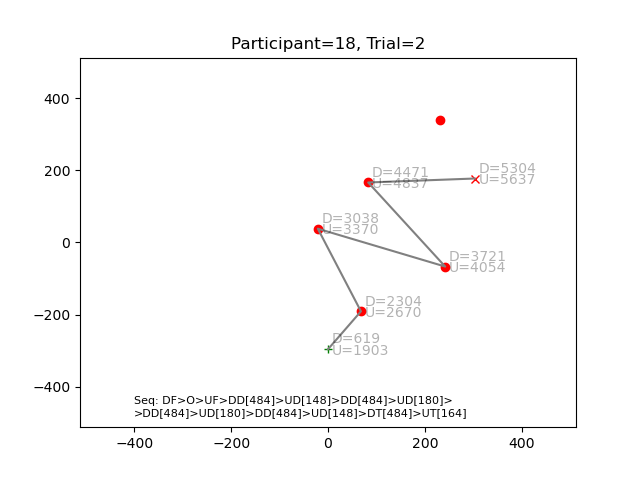 Participant=18, Trial=2
400
200
0
−200
−400
D=5304
U=5637
D=4471
U=4837
D=3038
U=3370
D=3721
U=4054
D=2304
U=2670
D=619
U=1903
Seq: DF>O>UF>DD[484]>UD[148]>DD[484]>UD[180]>
>DD[484]>UD[180]>DD[484]>UD[148]>DT[484]>UT[164]
−400 −200 0 200 400